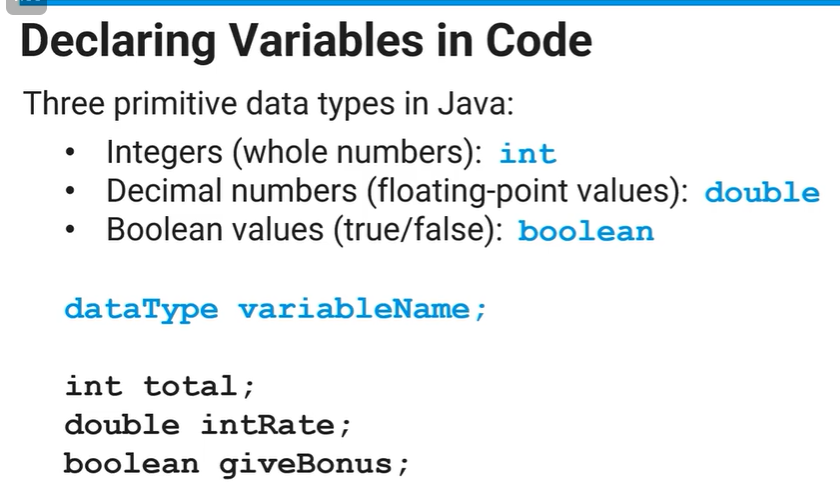 Declaring Variables in Code
Three primitive data types in Java:
• Integers (whole numbers): int
• Decimal numbers (floating-point values): double
• Boolean values (true/false): boolean
dataType variableName;
int total;
double intRate;
boolean giveBonus;